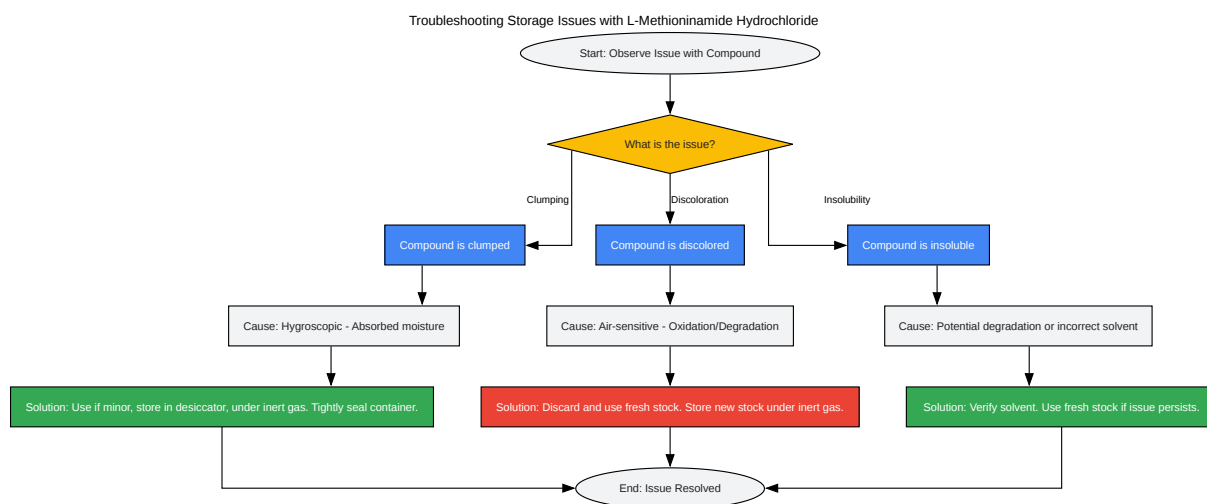 Troubleshooting Storage Issues with L-Methioninamide Hydrochloride
Start: Observe Issue with Compound
What is the issue?
Clumping
Discoloration
Insolubility
Compound is clumped
Compound is discolored
Compound is insoluble
Cause: Hygroscopic - Absorbed moisture
Cause: Air-sensitive - Oxidation/Degradation
Cause: Potential degradation or incorrect solvent
Solution: Use if minor, store in desiccator, under inert gas. Tightly seal container.
Solution: Discard and use fresh stock. Store new stock under inert gas.
Solution: Verify solvent. Use fresh stock if issue persists.
End: Issue Resolved